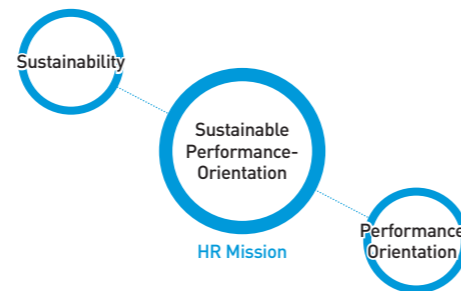 Sustainability
Sustainable
Performance-
Orientation
HR Mission
Performance
Orientation